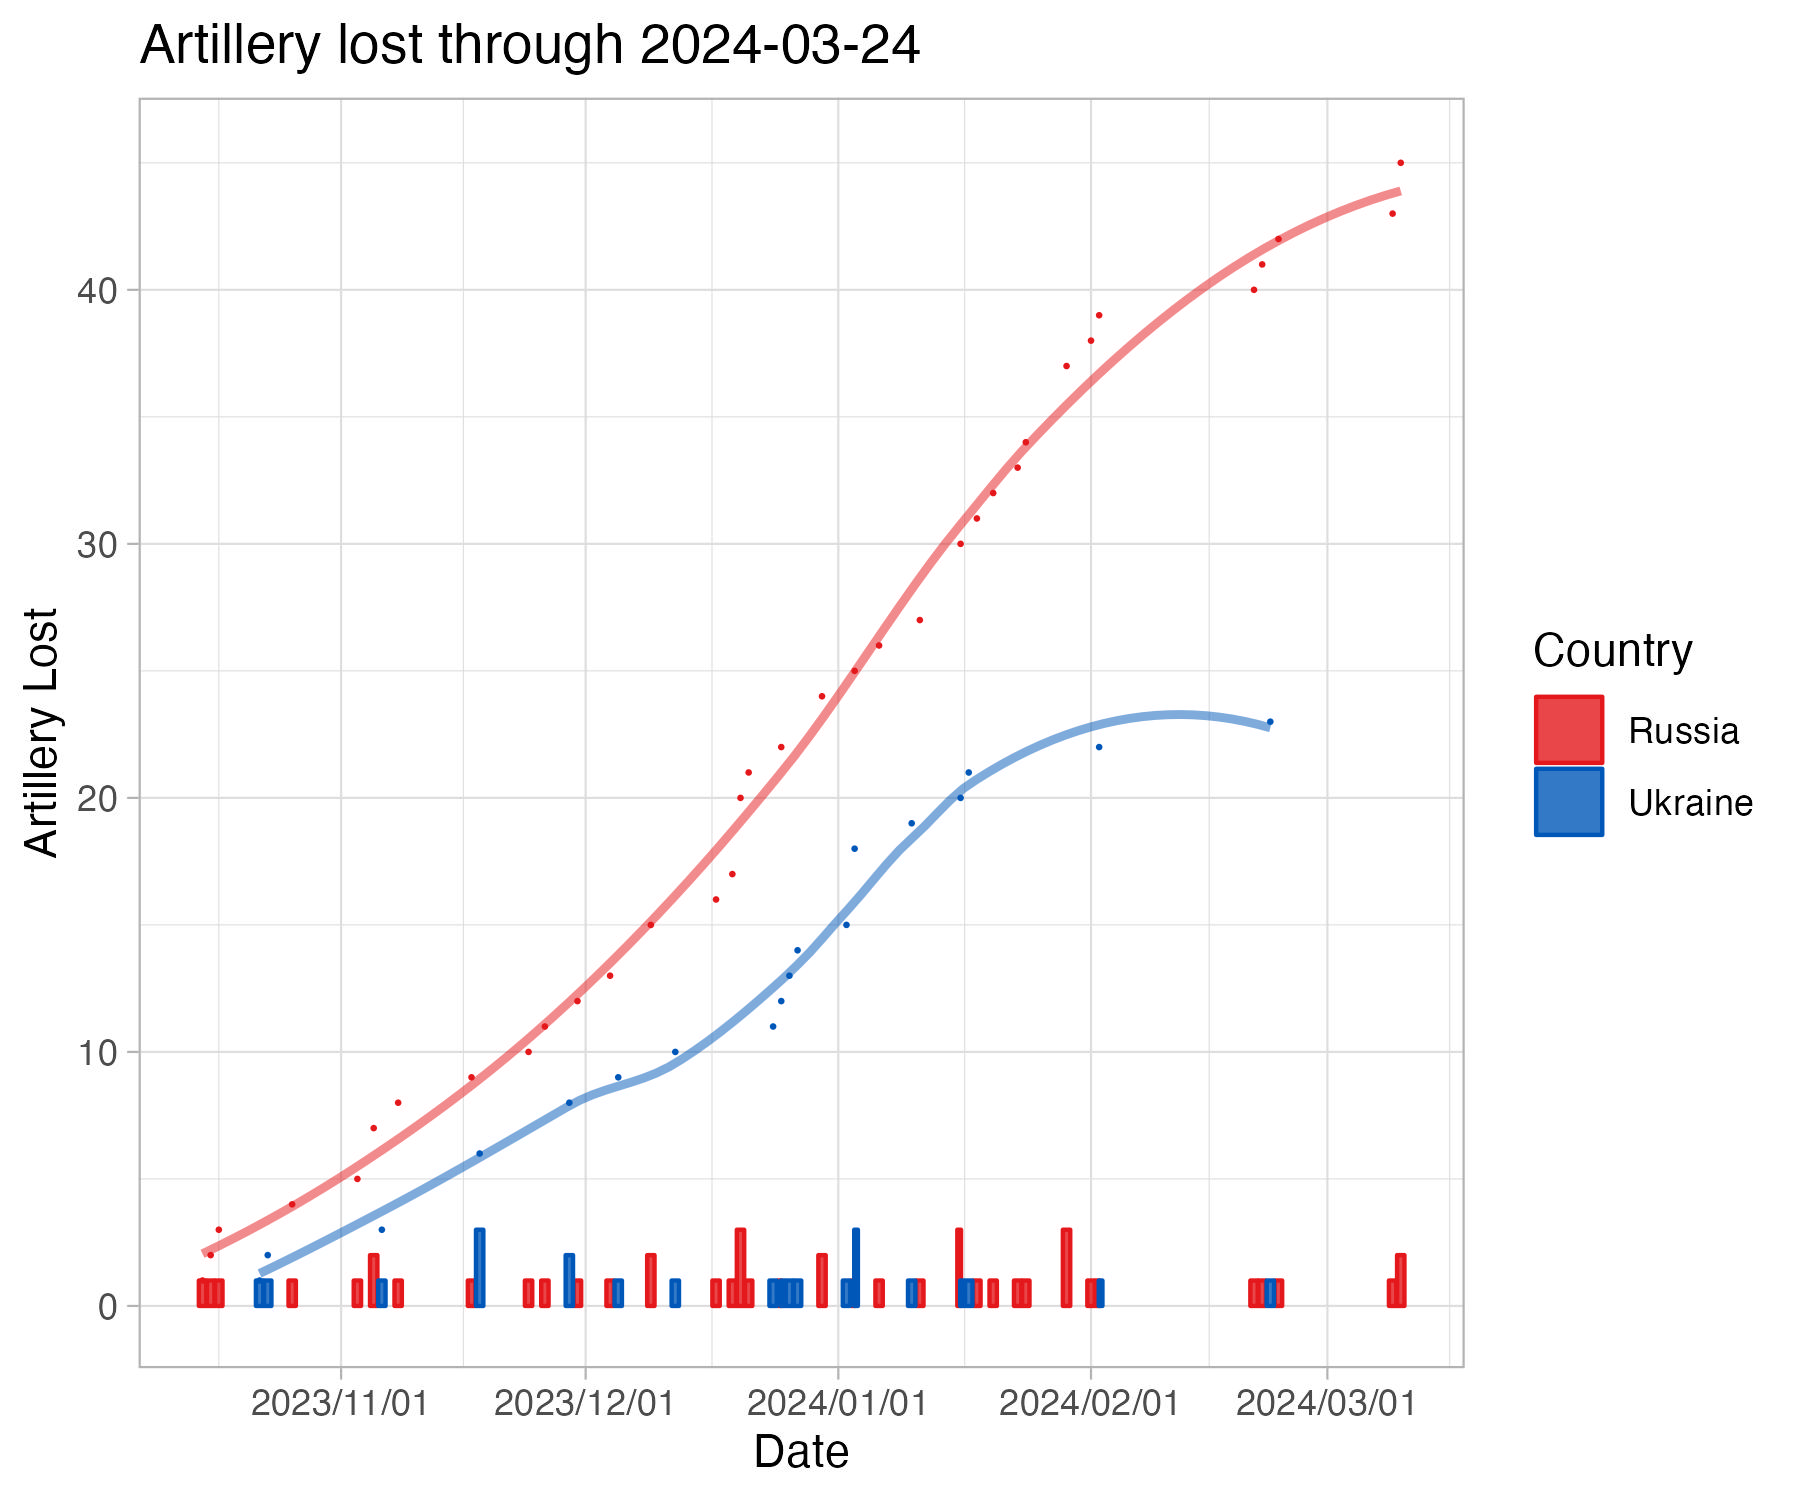 Artillery lost through 2024-03-24
Artillery Lost
40
30
20
10
0
2023/11/01 2023/12/01 2024/01/01 2024/02/01 2024/03/01
Date
Country
Russia
Ukraine